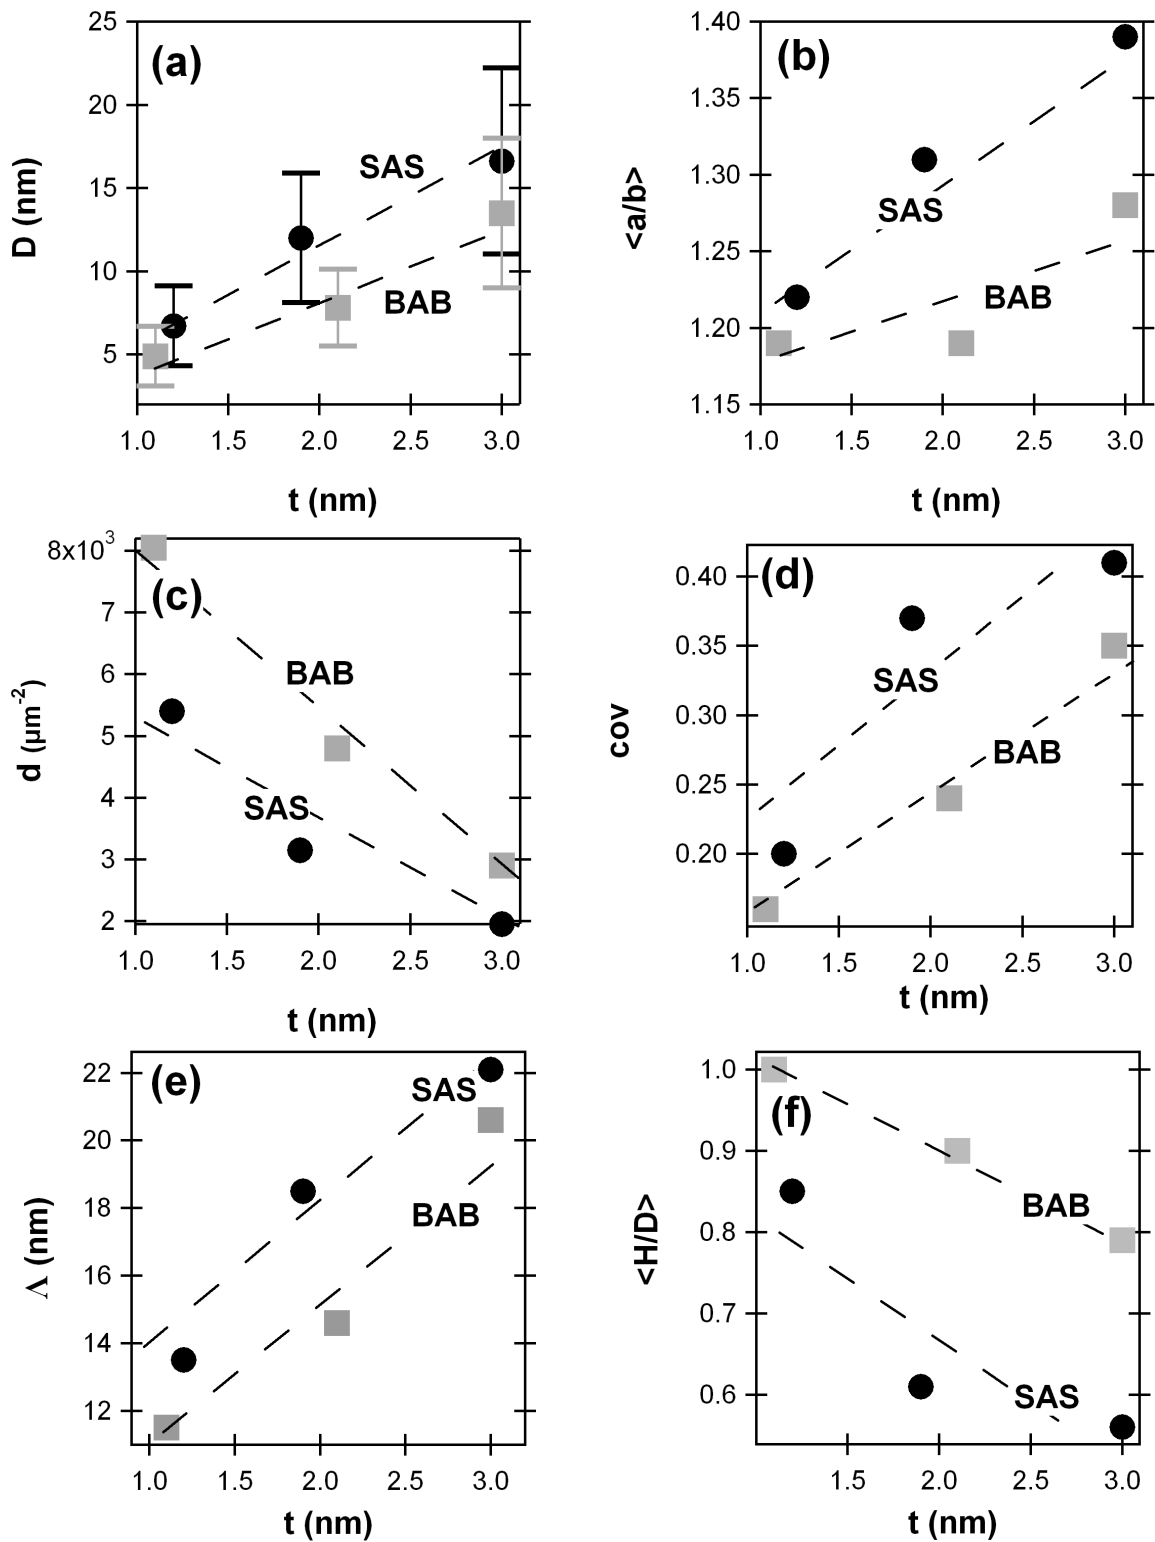 (a)
25
20
15
10
5
D (nm)
SAS
BAB
1.0 1.5 2.0 2.5 3.0
t (nm)
(b)
1.40
1.35
1.30
1.25
1.20
1.15
<a/b>
SAS
BAB
1.0 1.5 2.0 2.5 3.0
t (nm)
(c)
8x10³
7
6
5
4
3
2
d (µm⁻²)
BAB
SAS
1.0 1.5 2.0 2.5 3.0
t (nm)
(d)
0.40
0.35
0.30
0.25
0.20
cov
SAS
BAB
1.0 1.5 2.0 2.5 3.0
t (nm)
(e)
22
20
18
16
14
12
Λ (nm)
SAS
BAB
1.0 1.5 2.0 2.5 3.0
t (nm)
(f)
1.0
0.9
0.8
0.7
0.6
<H/D>
BAB
SAS
1.5 2.0 2.5 3.0
t (nm)